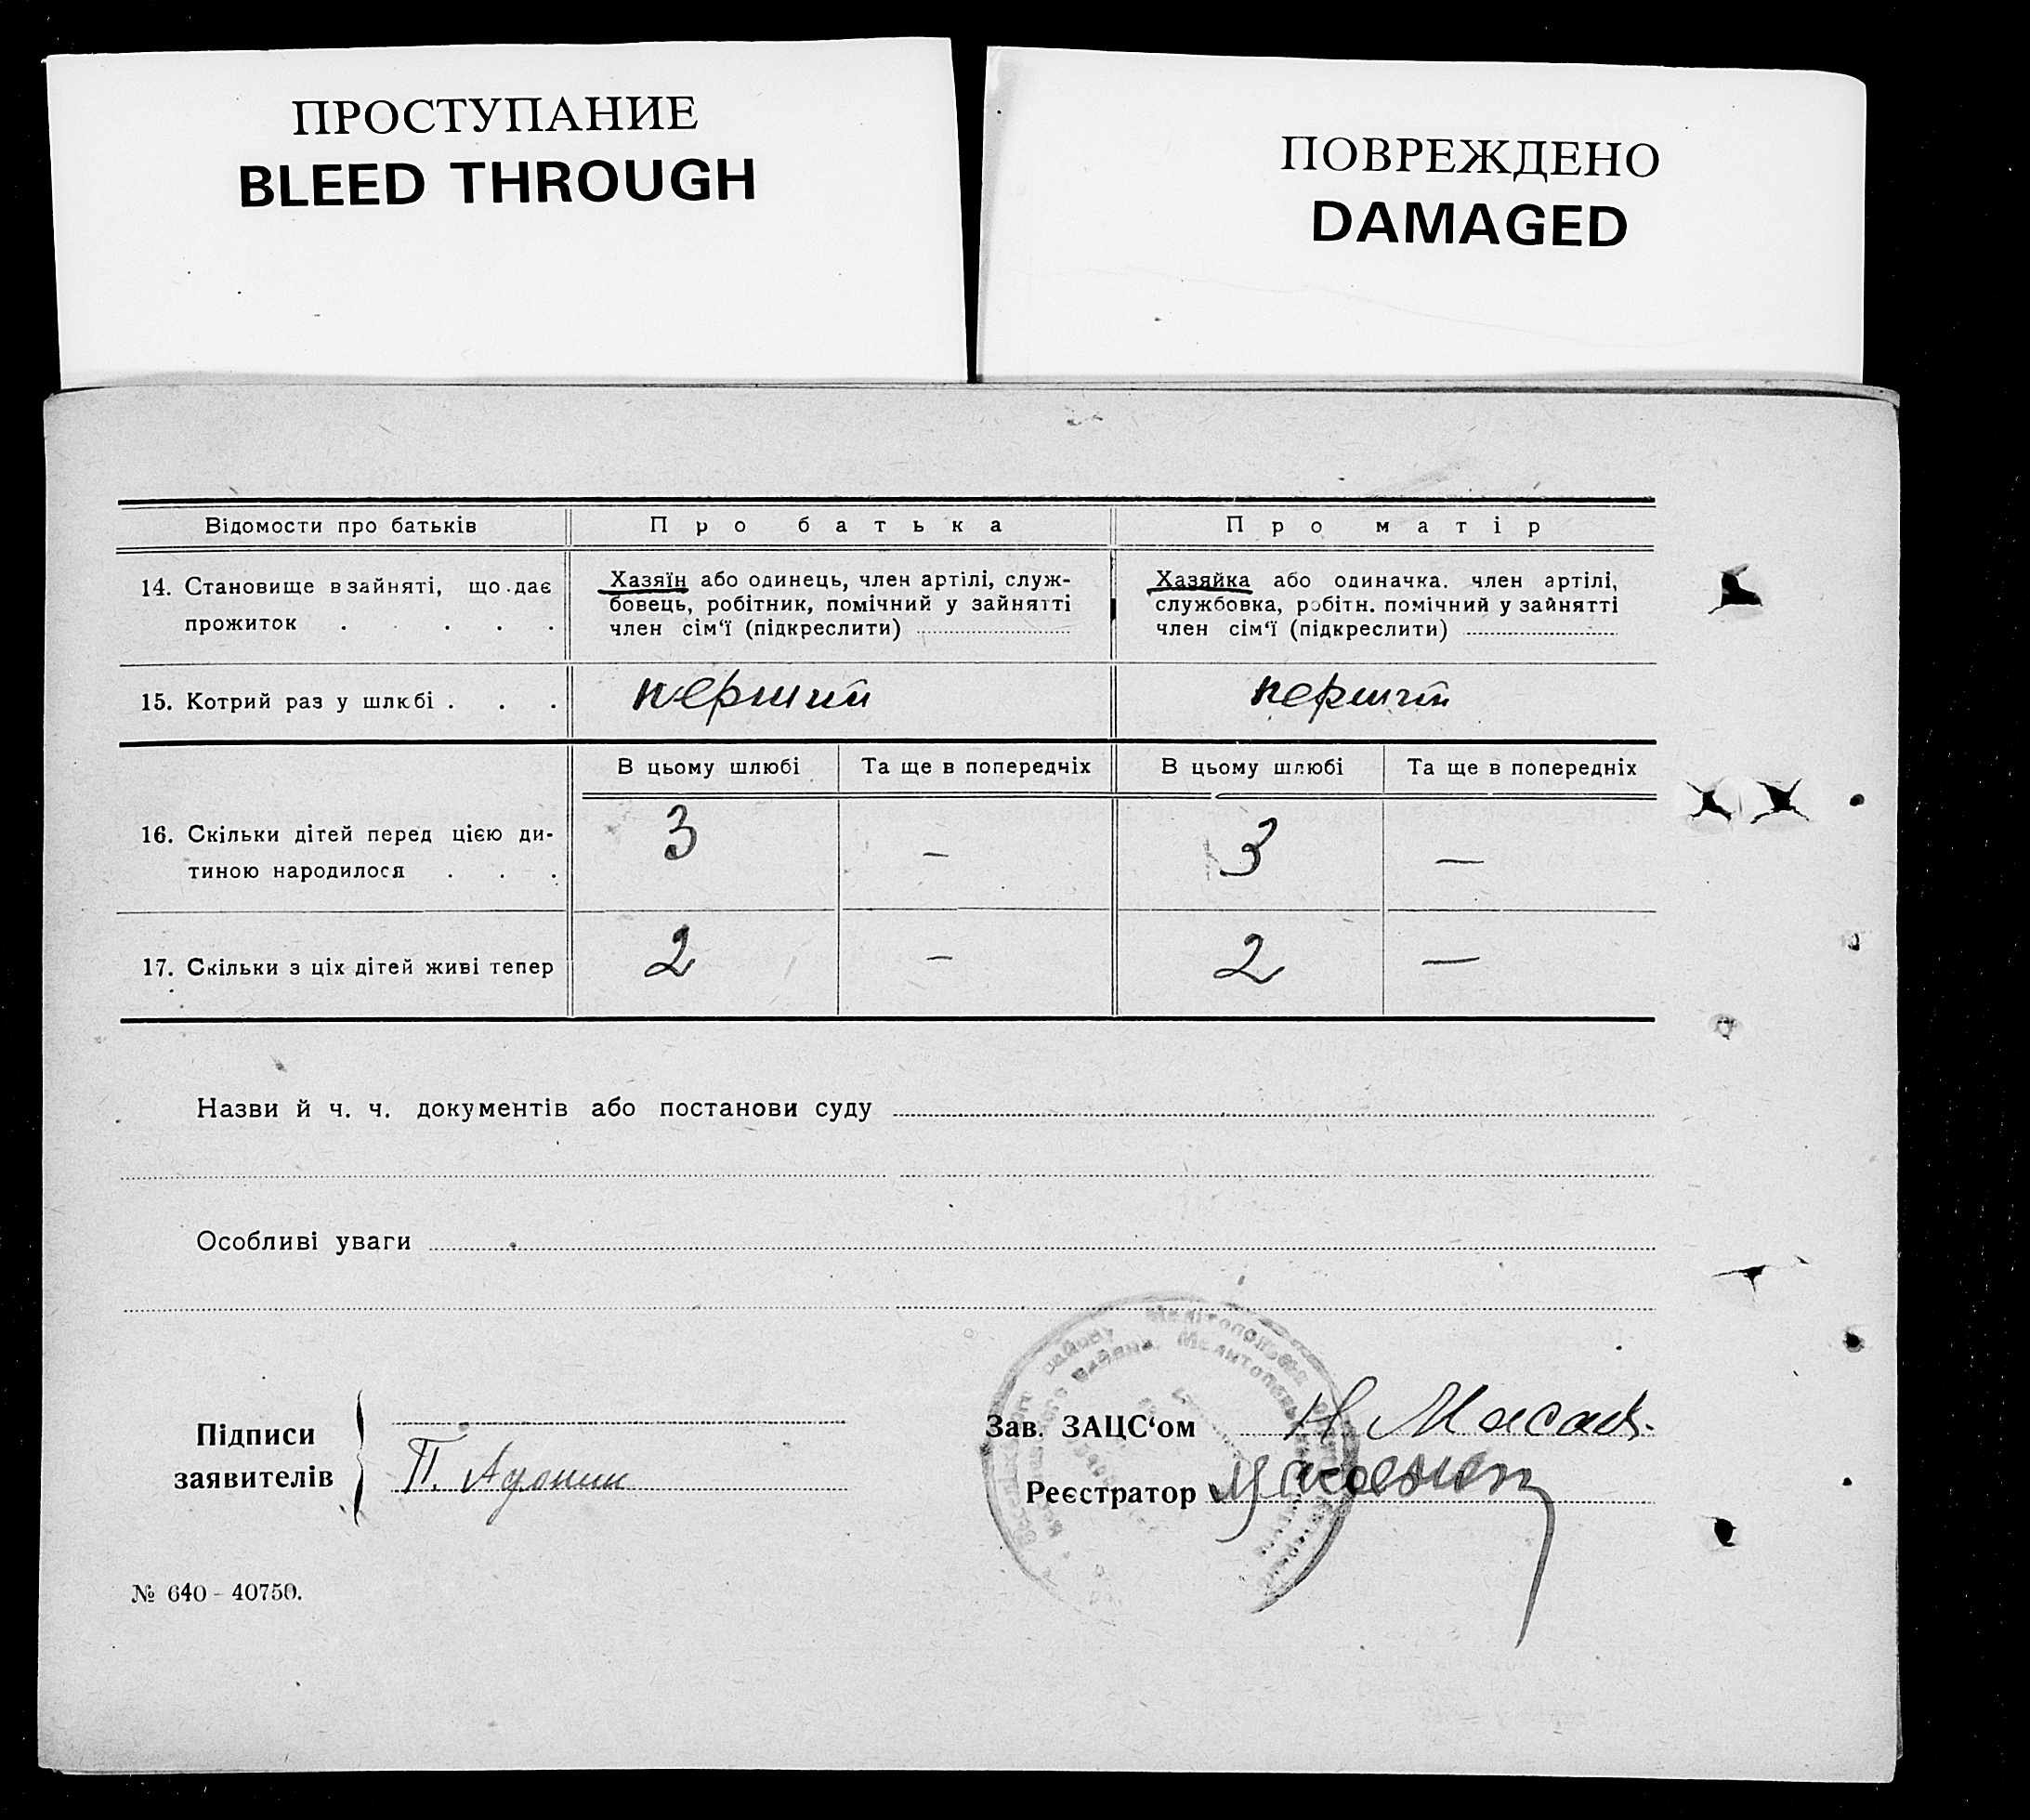 ПРОСТУПАНИЕ
BLEED THROUGH
ПОВРЕЖДЕНО
DAMAGED
Відомости про батьків
Про батька
Про матір
14. Становище в зайняті, що дає
прожиток . . . . .
Хазяїн або одинець, член артілі, служ-
бовець, робітник, помічний у зайнятті
член сім‘ї (підкреслити)
Хазяйка або одиначка. член артілі,
службовка, робітн. помічний у зайнятті
член сім‘ї (підкреслити)
15. Котрий раз у шлюбі . . .
перший
перший
В цьому шлюбі
Та ще в попередніх
В цьому шлюбі
Та ще в попередніх
16. Скільки дітей перед цією ди-
тиною народилося . . .
3
—
3
—
17. Скільки з ціх дітей живі тепер
2
—
2
—
Назви й ч. ч. документів або постанови суду
Особливі уваги
Підписи
заявителів
П.
Зав. ЗАЦС‘ом
Реєстратор
№ 640 - 40750.